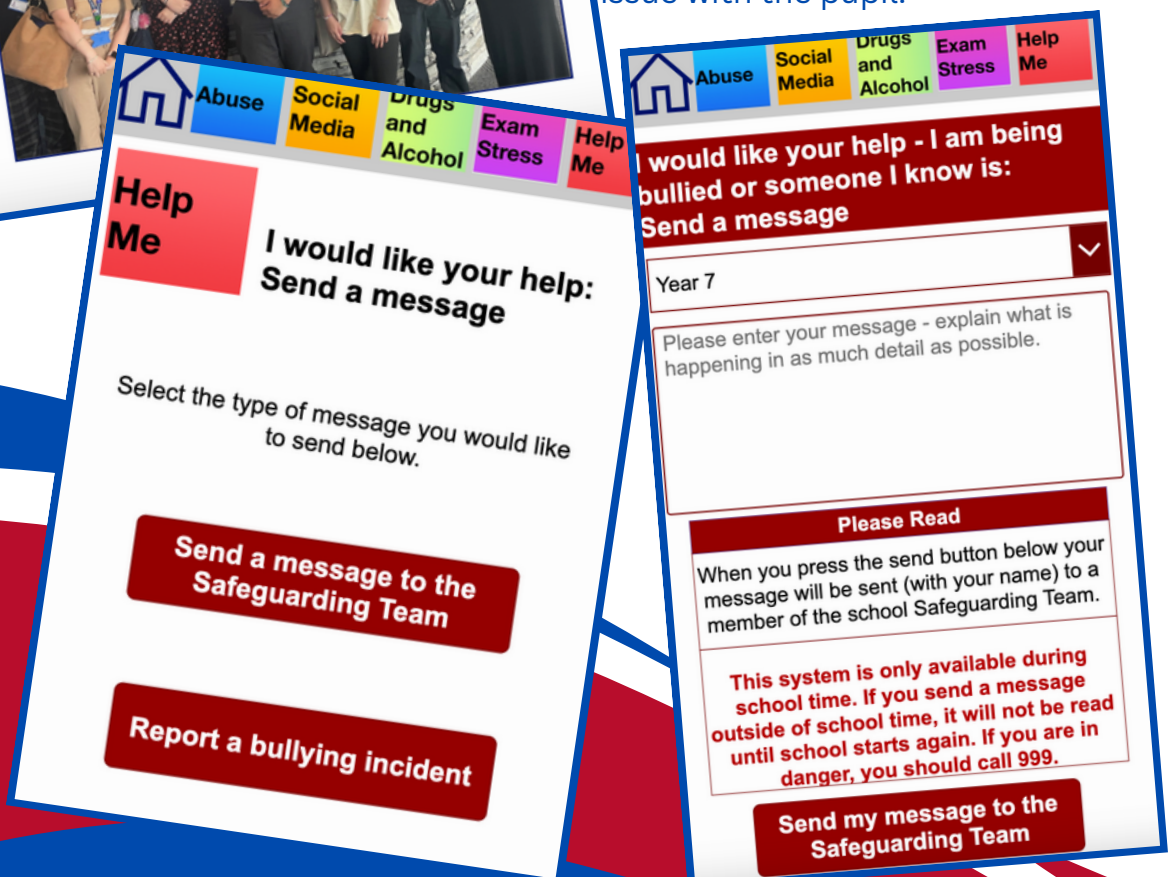 issue with the pupil.
Abuse
Social
Media
Drugs
and
Alcohol
Exam
Stress
Help
Me
Help
Me
I would like your help:
Send a message
Select the type of message you would like
to send below.
Send a message to the
Safeguarding Team
Report a bullying incident
Abuse
Social
Media
Drugs
and
Alcohol
Exam
Stress
Help
Me
I would like your help - I am being
bullied or someone I know is:
Send a message
Year 7
Please enter your message - explain what is
happening in as much detail as possible.
Please Read
When you press the send button below your
message will be sent (with your name) to a
member of the school Safeguarding Team.
This system is only available during
school time. If you send a message
outside of school time, it will not be read
until school starts again. If you are in
danger, you should call 999.
Send my message to the
Safeguarding Team